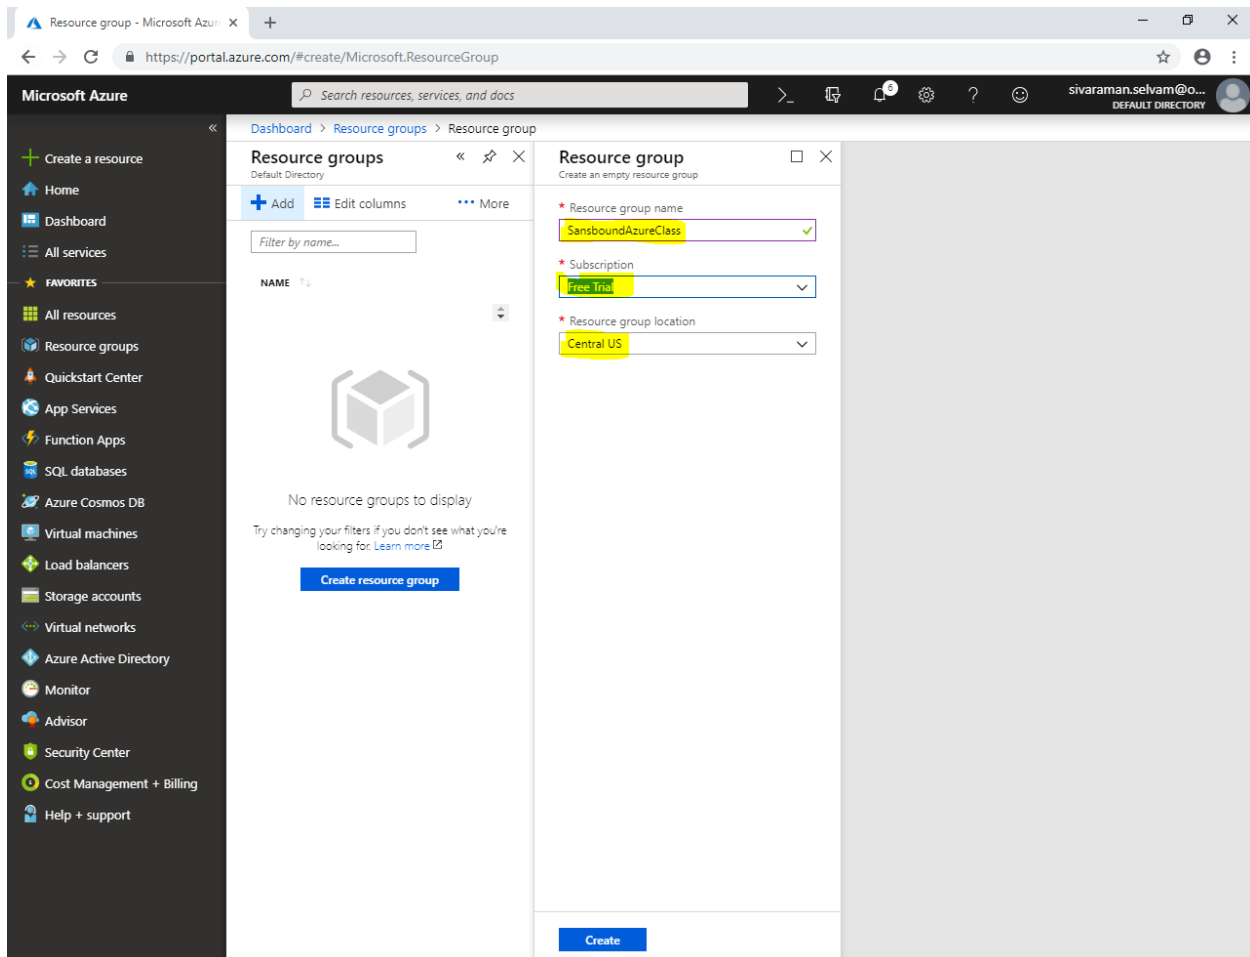 Resource group - Microsoft Azur
https://portal.azure.com/#create/Microsoft.ResourceGroup
Microsoft Azure
Search resources, services, and docs
6
sivaraman.selvam@o...
DEFAULT DIRECTORY
Create a resource
Home
Dashboard
All services
FAVORITES
All resources
Resource groups
Quickstart Center
App Services
Function Apps
SQL databases
Azure Cosmos DB
Virtual machines
Load balancers
Storage accounts
Virtual networks
Azure Active Directory
Monitor
Advisor
Security Center
Cost Management + Billing
Help + support
Dashboard > Resource groups > Resource group
Resource groups
Default Directory
Add Edit columns ••• More
Filter by name...
NAME
No resource groups to display
Try changing your filters if you don't see what you're
looking for. Learn more
Create resource group
Resource group
Create an empty resource group
* Resource group name
SansboundAzureClass
* Subscription
Free Trial
* Resource group location
Central US
Create